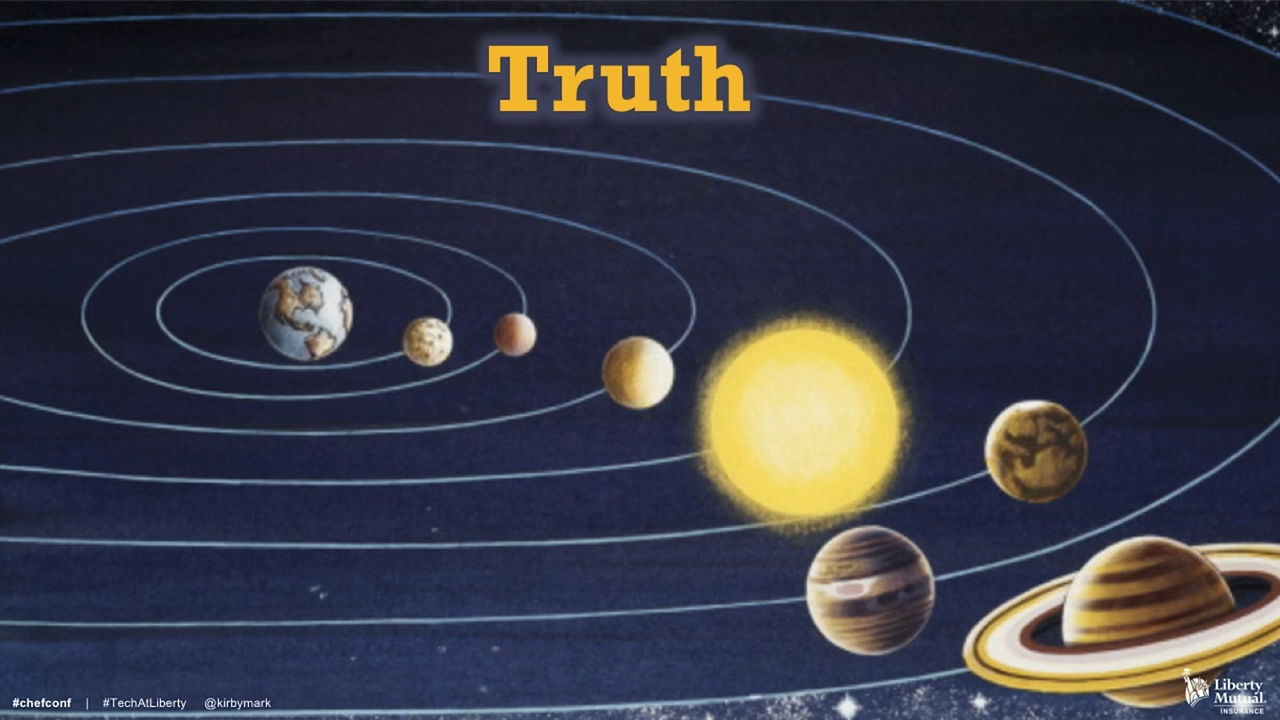 Truth
#chefconf | #TechAtLiberty @kirbymark
Liberty
Mutual.
INSURANCE